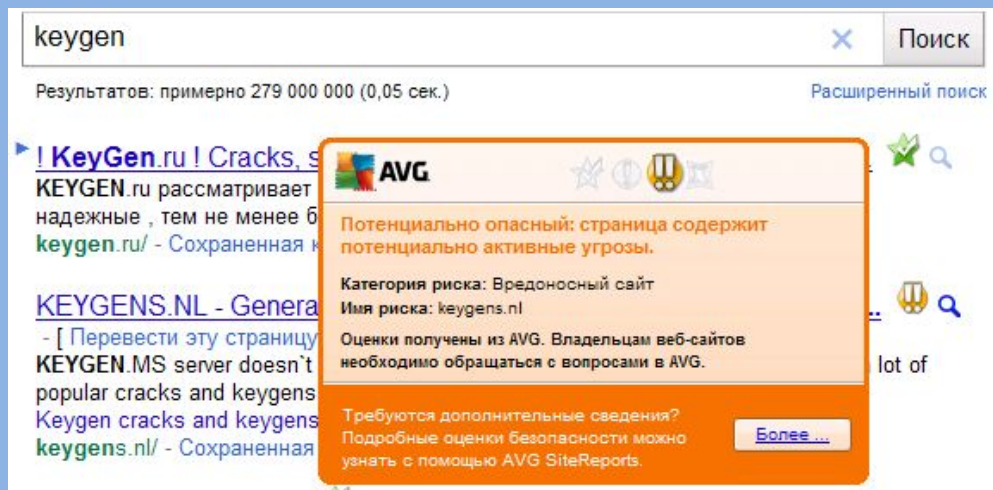 keygen
Поиск
Результатов: примерно 279 000 000 (0,05 сек.)
Расширенный поиск
! KeyGen.ru ! Cracks,
KEYGEN.ru рассматривает
надежные , тем не менее
keygen.ru/ - Сохраненная
KEYGENS.NL -
- [ Перевести эту страницу
KEYGEN.MS server doesn`t
lot of
popular cracks and keygens
Keygen cracks and keygens
keygens.nl/ - Сохраненная
AVG
Потенциально опасный: страница содержит
потенциально активные угрозы.
Категория риска: Вредоносный сайт
Имя риска: keygens.nl
Оценки получены из AVG. Владельцам веб-сайтов
необходимо обращаться с вопросами в AVG.
Требуются дополнительные сведения?
Подробные оценки безопасности можно
узнать с помощью AVG SiteReports.
Более ...